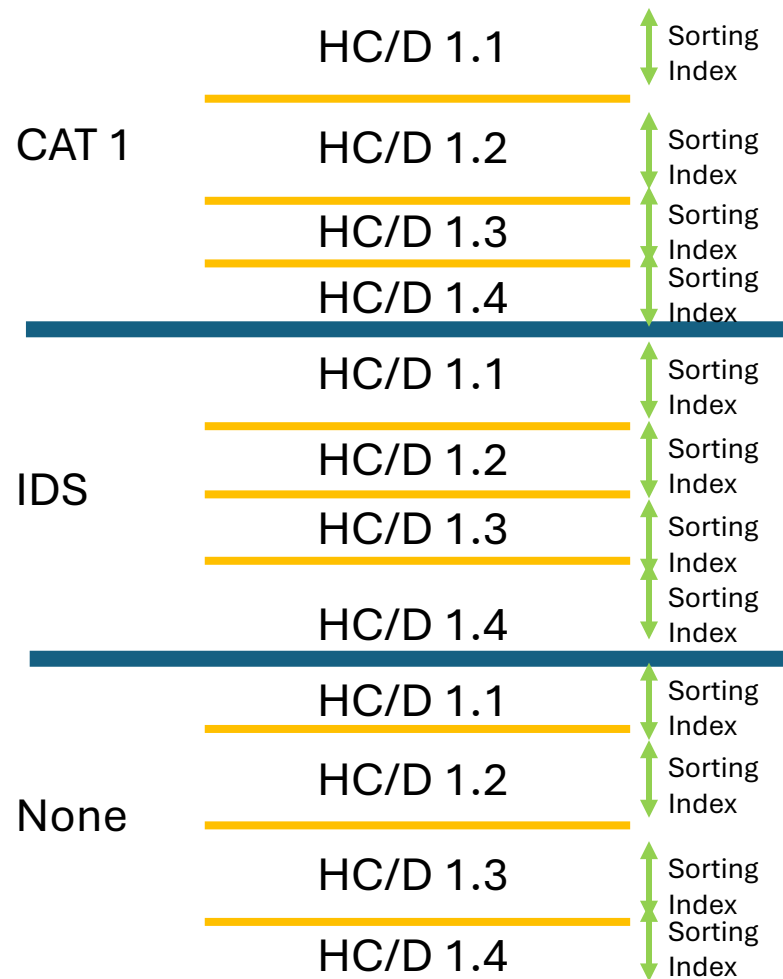 HC/D 1.1
Sorting
Index
CAT 1
HC/D 1.2
Sorting
Index
HC/D 1.3
Sorting
Index
HC/D 1.4
Sorting
Index
HC/D 1.1
Sorting
Index
IDS
HC/D 1.2
Sorting
Index
HC/D 1.3
Sorting
Index
HC/D 1.4
Sorting
Index
HC/D 1.1
Sorting
Index
None
HC/D 1.2
Sorting
Index
HC/D 1.3
Sorting
Index
HC/D 1.4
Sorting
Index